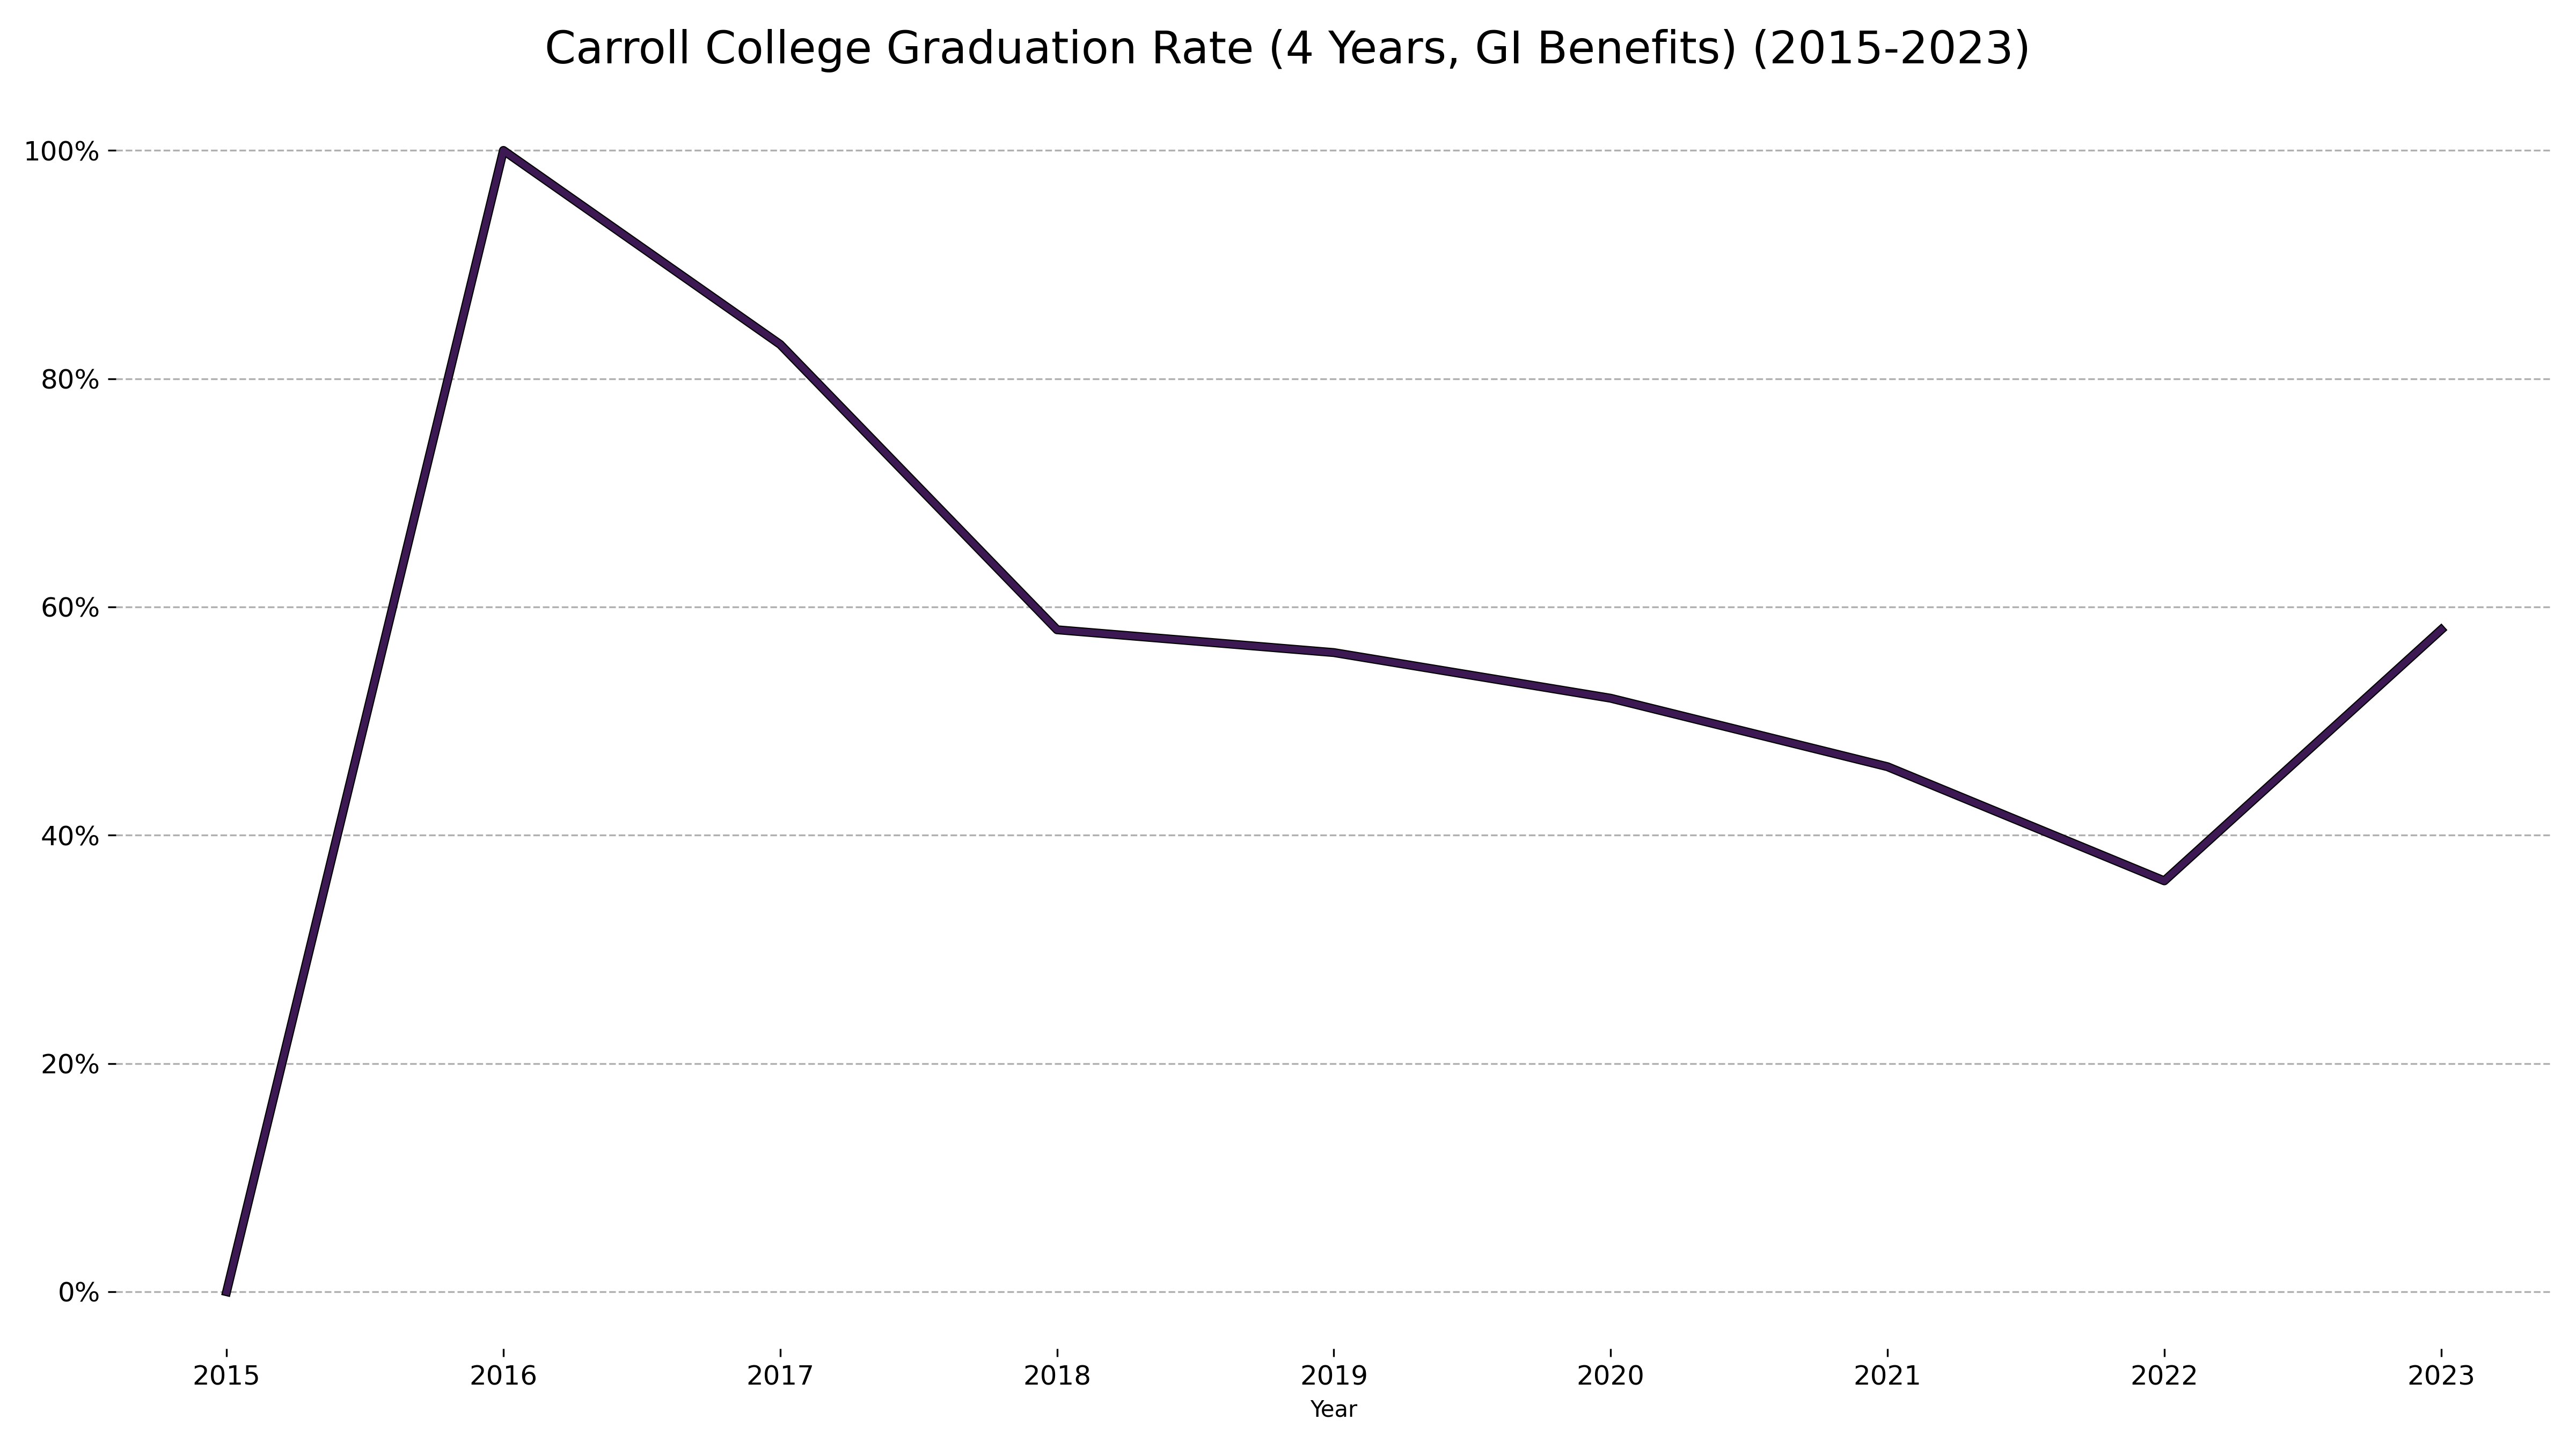 Carroll College Graduation Rate (4 Years, GI Benefits) (2015-2023)
100%
80%
60%
40%
20%
0%
2015 2016 2017 2018 2019 2020 2021 2022 2023
Year